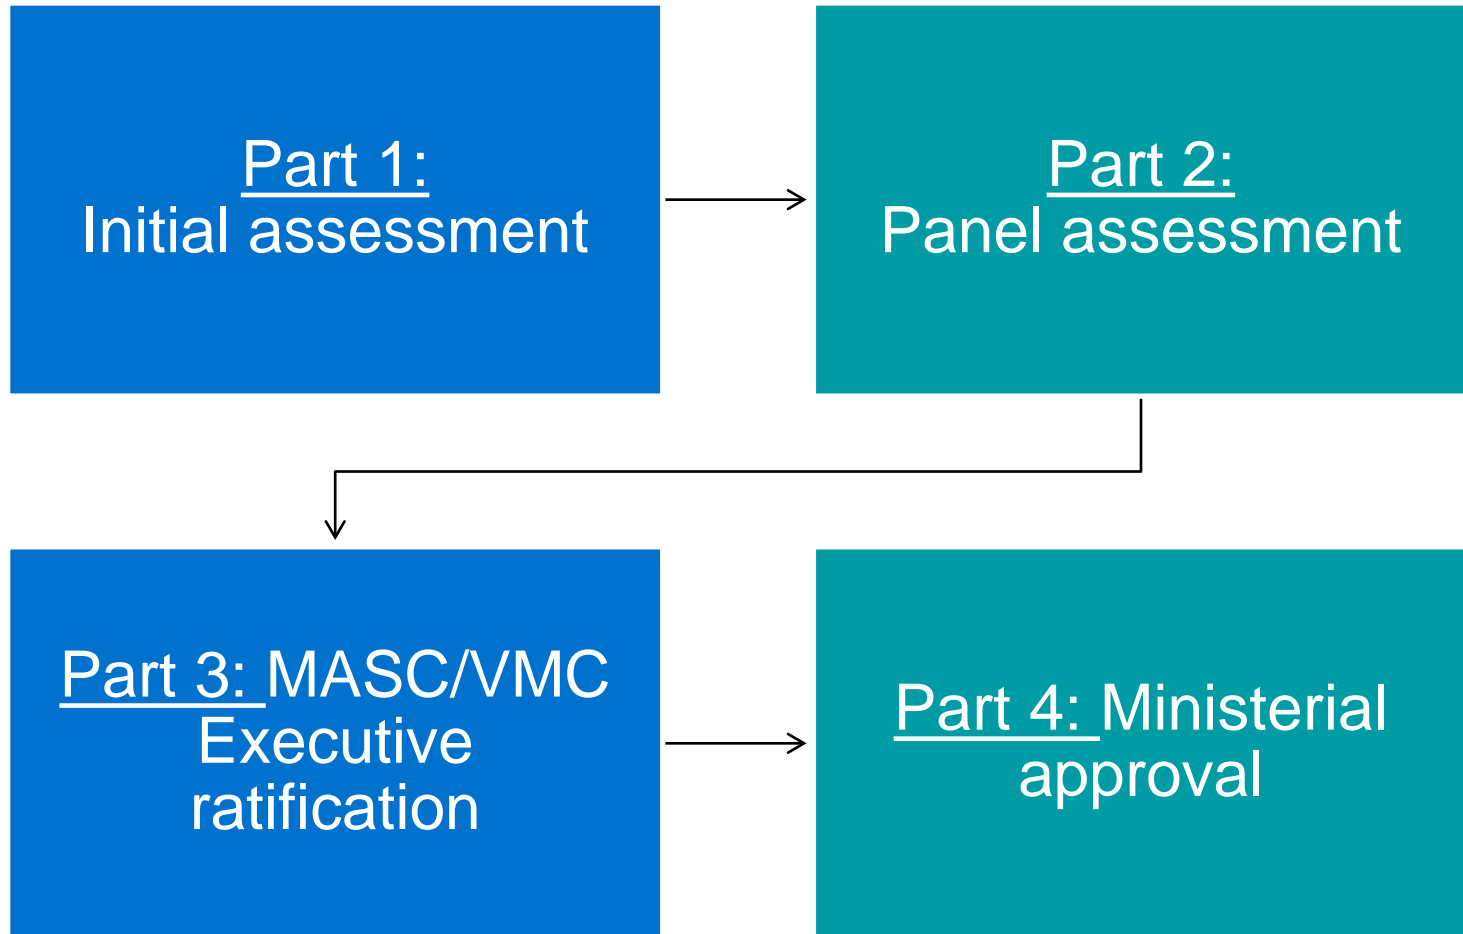 Part 1:
Initial assessment
Part 2:
Panel assessment
Part 3: MASC/VMC
Executive
ratification
Part 4: Ministerial
approval